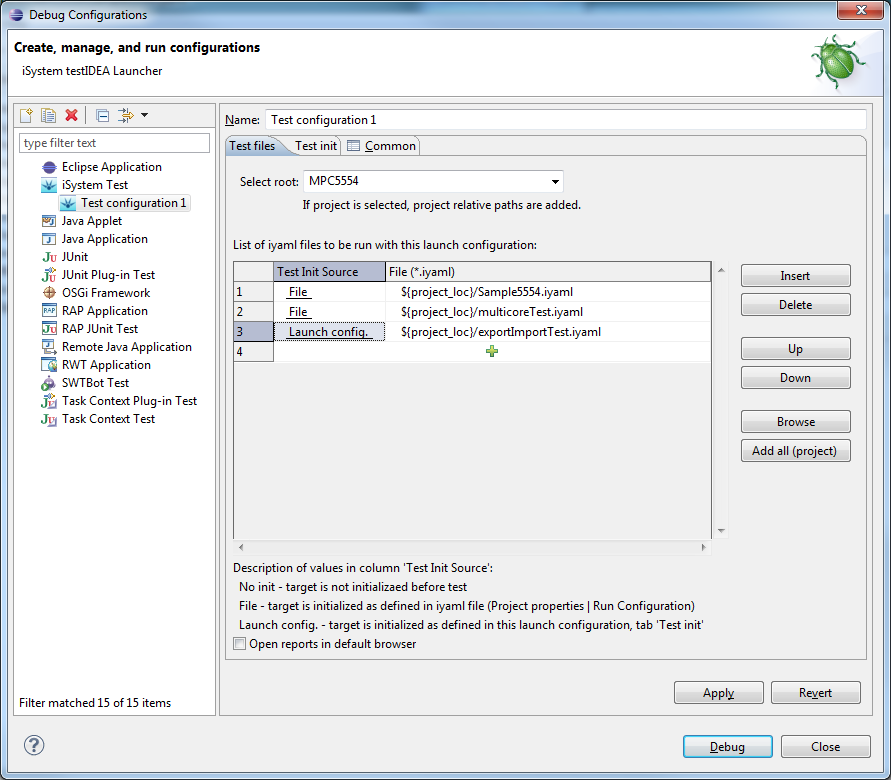 Debug Configurations
Create, manage, and run configurations
iSystem testIDEA Launcher
type filter text
Eclipse Application
iSystem Test
Test configuration 1
Java Applet
Java Application
JUnit
JUnit Plug-in Test
OSGi Framework
RAP Application
RAP JUnit Test
Remote Java Application
RWT Application
SWTBot Test
Task Context Plug-in Test
Task Context Test
Filter matched 15 of 15 items
Name: Test configuration 1
Test files Test init Common
Select root: MPC5554
If project is selected, project relative paths are added.
List of iyaml files to be run with this launch configuration:
Test Init Source File (*.iyaml)
1 File ${project_loc}/Sample5554.iyaml
2 File ${project_loc}/multicoreTest.iyaml
3 Launch config. ${project_loc}/exportImportTest.iyaml
4
Insert
Delete
Up
Down
Browse
Add all (project)
Description of values in column 'Test Init Source':
No init - target is not initializaed before test
File - target is initialized as defined in iyaml file (Project properties | Run Configuration)
Launch config. - target is initialized as defined in this launch configuration, tab 'Test init'
Open reports in default browser
Apply Revert
? Debug Close